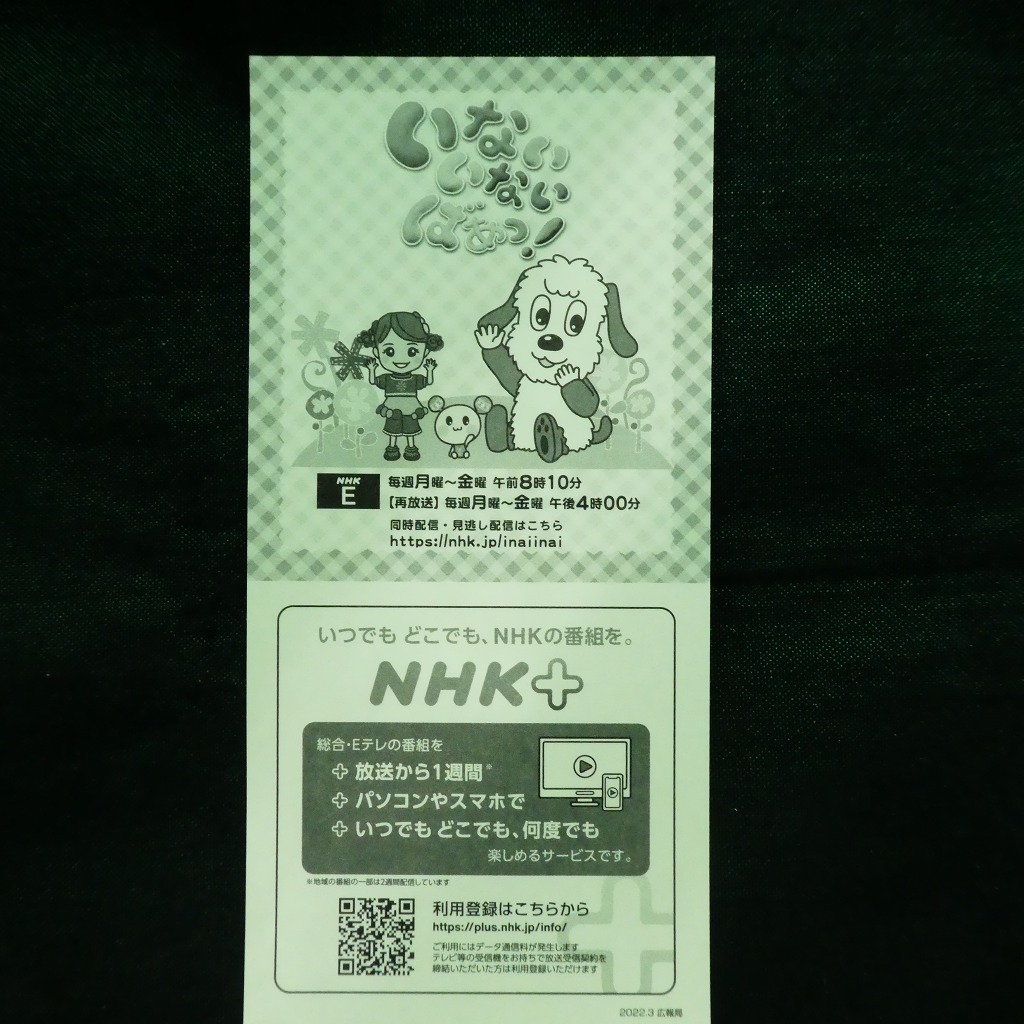 いない
いない
ばあっ！
NHK
E
毎週月曜～金曜 午前8時10分
【再放送】毎週月曜～金曜 午後4時00分
同時配信・見逃し配信はこちら
https://nhk.jp/inaiinai
いつでも どこでも、NHKの番組を。
NHK+
総合・Eテレの番組を
+ 放送から1週間※
+ パソコンやスマホで
+ いつでも どこでも、何度でも
楽しめるサービスです。
※地域の番組の一部は2週間配信しています
利用登録はこちらから
https://plus.nhk.jp/info/
ご利用にはデータ通信料が発生します
テレビ等の受信機をお持ちで放送受信契約を
締結いただいた方は利用登録いただけます
2022.3 広報局